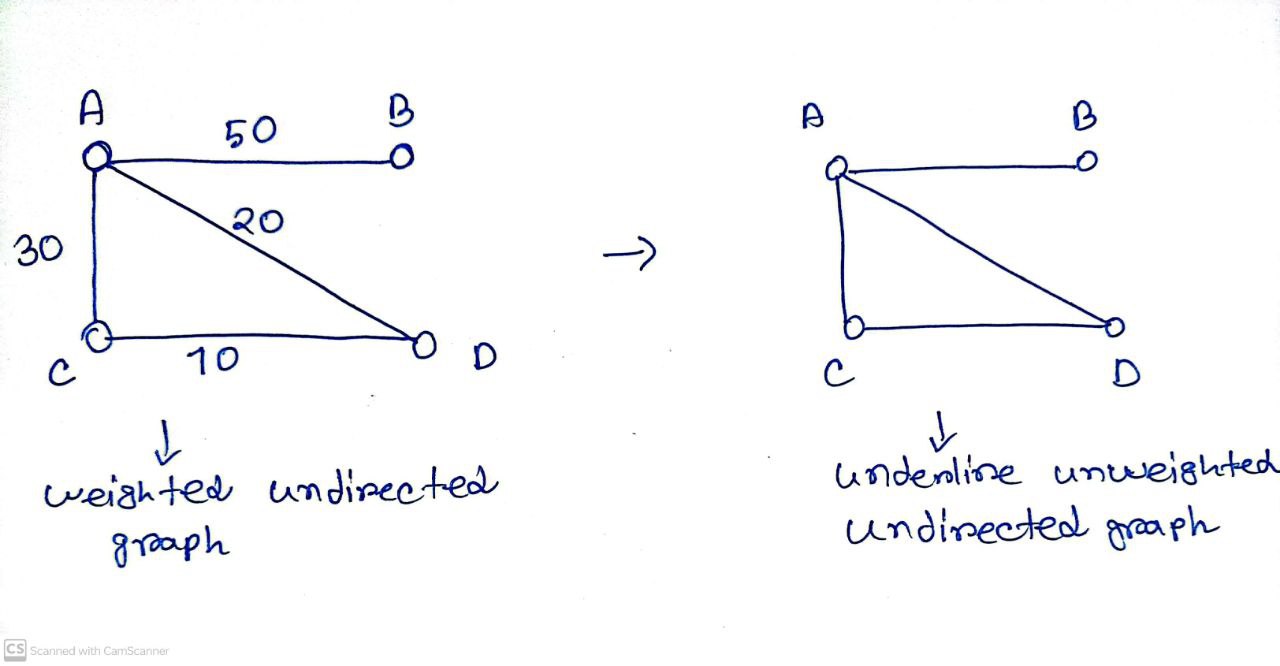 A
B
50
20
30
C
10
D
→
A
B
C
D
↓
weighted undirected
graph
↓
underline unweighted
undirected graph
CS Scanned with CamScanner